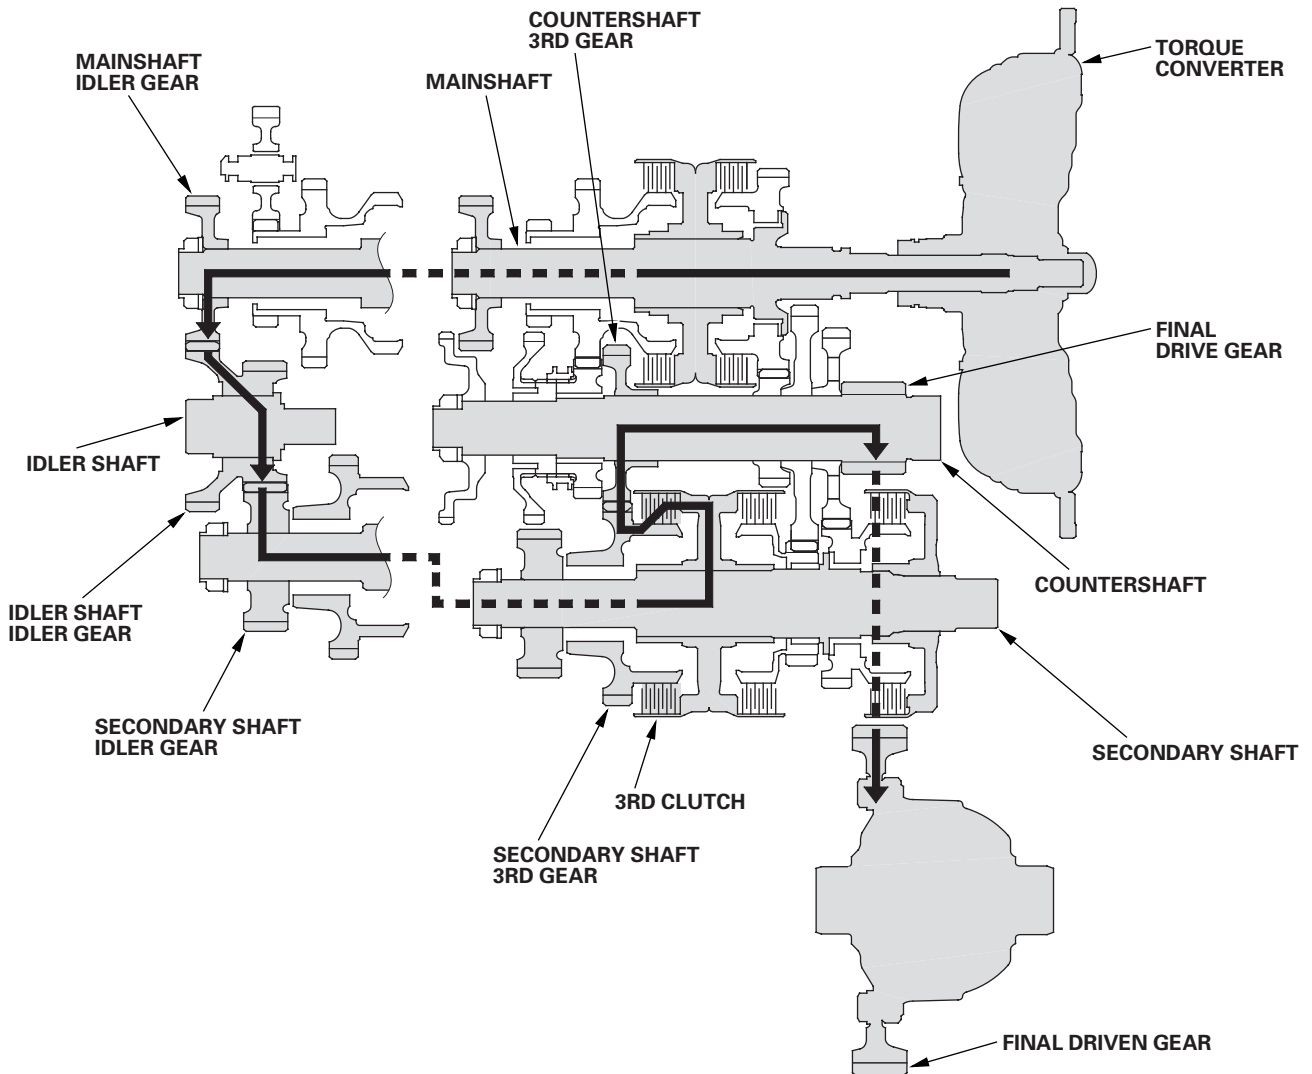 COUNTERSHAFT
3RD GEAR
MAINSHAFT
IDLER GEAR
MAINSHAFT
TORQUE
CONVERTER
FINAL
DRIVE GEAR
IDLER SHAFT
COUNTERSHAFT
IDLER SHAFT
IDLER GEAR
SECONDARY SHAFT
IDLER GEAR
SECONDARY SHAFT
3RD CLUTCH
SECONDARY SHAFT
3RD GEAR
FINAL DRIVEN GEAR